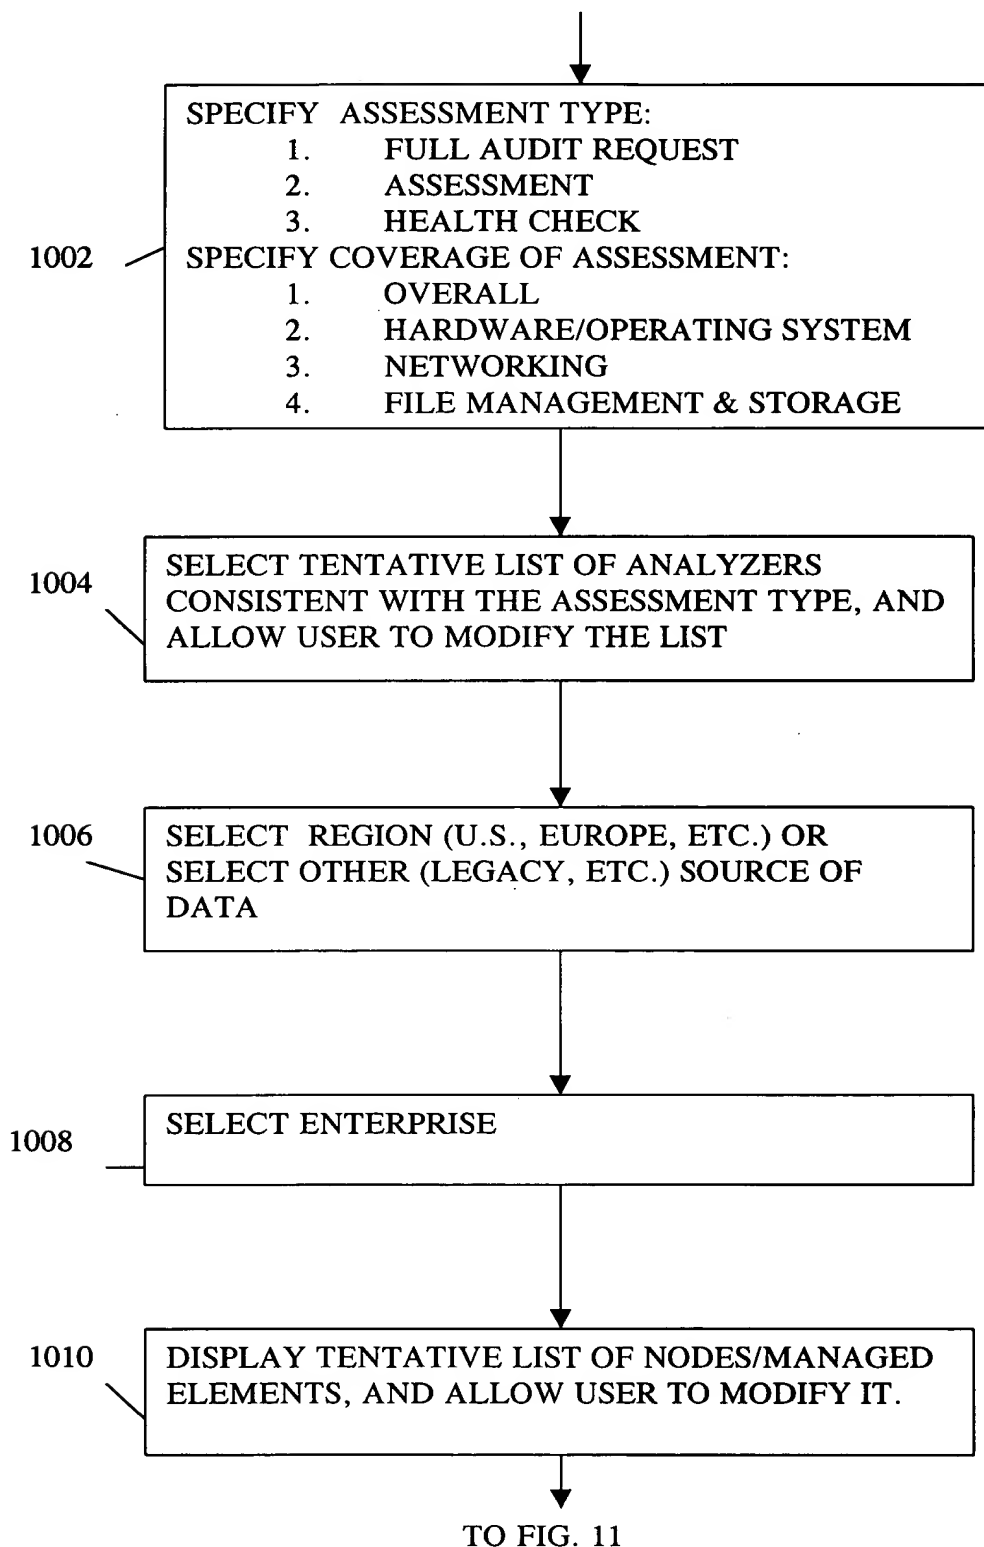 SPECIFY ASSESSMENT TYPE:
1. FULL AUDIT REQUEST
2. ASSESSMENT
3. HEALTH CHECK
1002
SPECIFY COVERAGE OF ASSESSMENT:
1. OVERALL
2. HARDWARE/OPERATING SYSTEM
3. NETWORKING
4. FILE MANAGEMENT & STORAGE
1004
SELECT TENTATIVE LIST OF ANALYZERS
CONSISTENT WITH THE ASSESSMENT TYPE, AND
ALLOW USER TO MODIFY THE LIST
1006
SELECT REGION (U.S., EUROPE, ETC.) OR
SELECT OTHER (LEGACY, ETC.) SOURCE OF
DATA
1008
SELECT ENTERPRISE
1010
DISPLAY TENTATIVE LIST OF NODES/MANAGED
ELEMENTS, AND ALLOW USER TO MODIFY IT.
TO FIG. 11